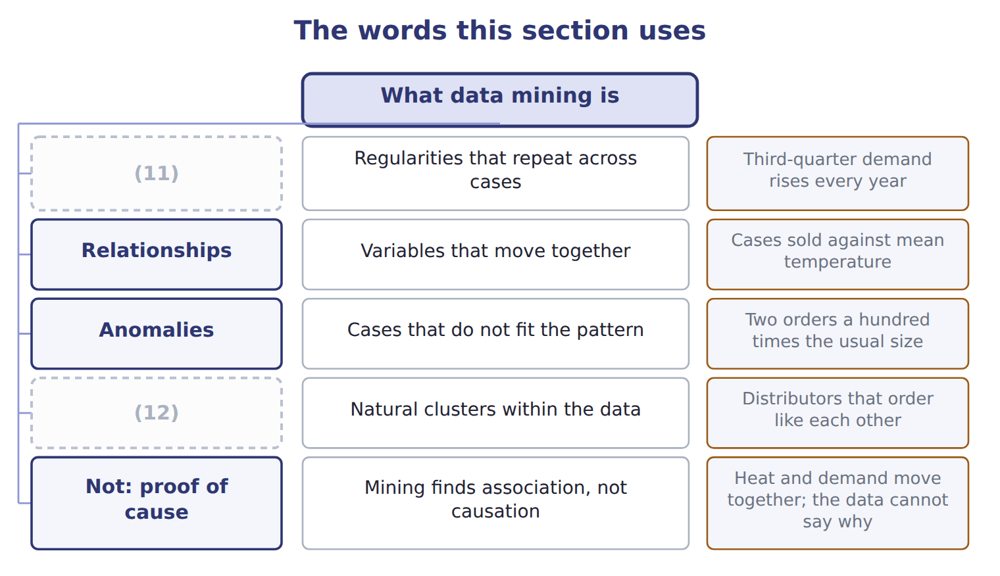 The words this section uses
What data mining is
(11)
Regularities that repeat across
cases
Third-quarter demand
rises every year
Relationships
Variables that move together
Cases sold against mean
temperature
Anomalies
Cases that do not fit the pattern
Two orders a hundred
times the usual size
(12)
Natural clusters within the data
Distributors that order
like each other
Not: proof of
cause
Mining finds association, not
causation
Heat and demand move
together; the data cannot
say why